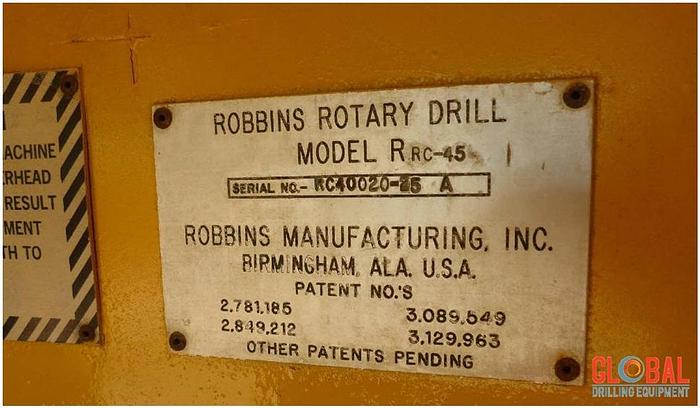 ACHINE
RHEAD
RESULT
MENT
TH TO
ROBBINS ROTARY DRILL
MODEL R RC-45
SERIAL NO.- RC40020-25 A
ROBBINS MANUFACTURING, INC.
BIRMINGHAM, ALA. U.S.A.
PATENT NO.'S
2,781,185 3,089,549
2,849,212 3,129,963
OTHER PATENTS PENDING
GLOBAL
DRILLING EQUIPMENT